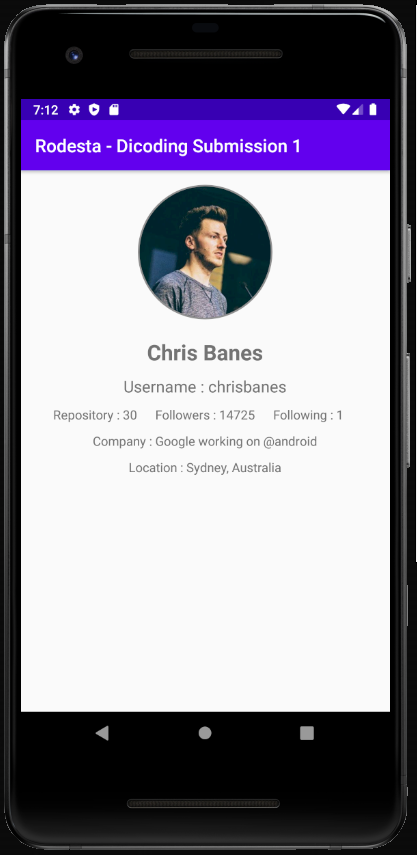 7:12
Rodesta - Dicoding Submission 1
Chris Banes
Username : chrisbanes
Repository : 30 Followers : 14725 Following : 1
Company : Google working on @android
Location : Sydney, Australia